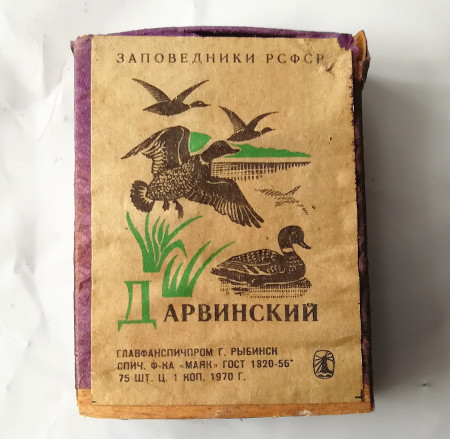 ЗАПОВЕДНИКИ РСФСР
ДАРВИНСКИЙ
ГЛАВФАНСПИЧПРОМ Г. РЫБИНСК
СПИЧ. Ф-КА «МАЯК» ГОСТ 1820-56*
75 ШТ. Ц. 1 КОП. 1970 Г.